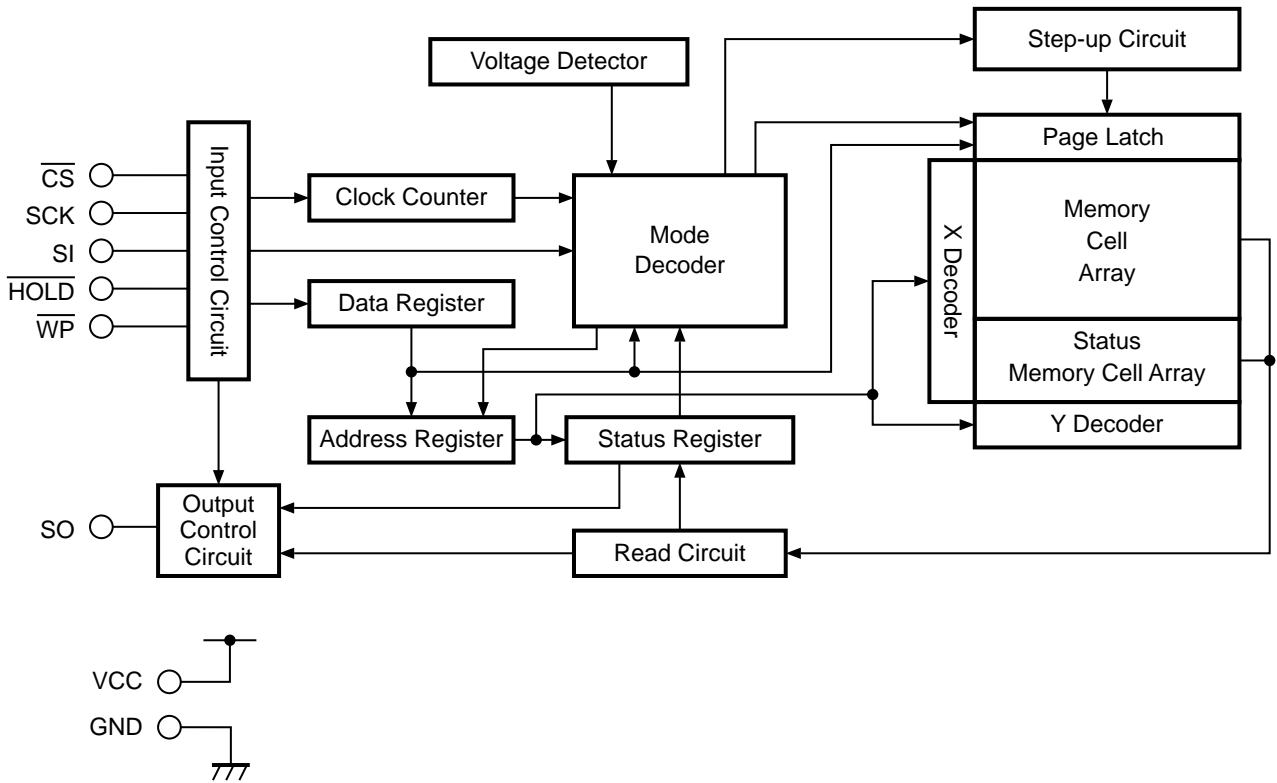 Step-up Circuit
Voltage Detector
Page Latch
Input Control Circuit
CS
SCK
SI
HOLD
WP
Clock Counter
Data Register
Mode
Decoder
X Decoder
Memory
Cell
Array
Status
Memory Cell Array
Y Decoder
Address Register
Status Register
SO
Output
Control
Circuit
Read Circuit
VCC
GND